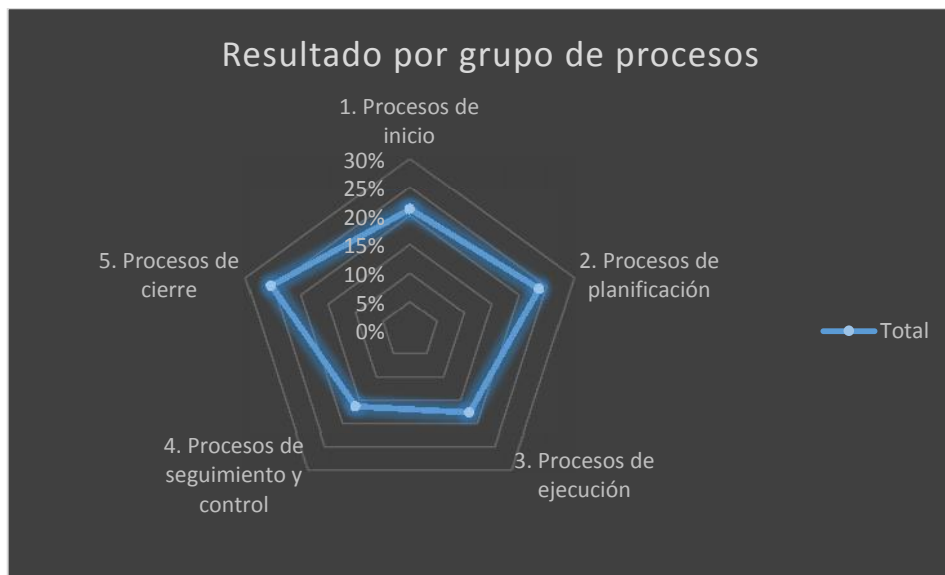 Resultado por grupo de procesos
1. Procesos de
inicio
30%
25%
20%
15%
10%
5%
0%
2. Procesos de
planificación
3. Procesos de
ejecución
4. Procesos de
seguimiento y
control
5. Procesos de
cierre
Total